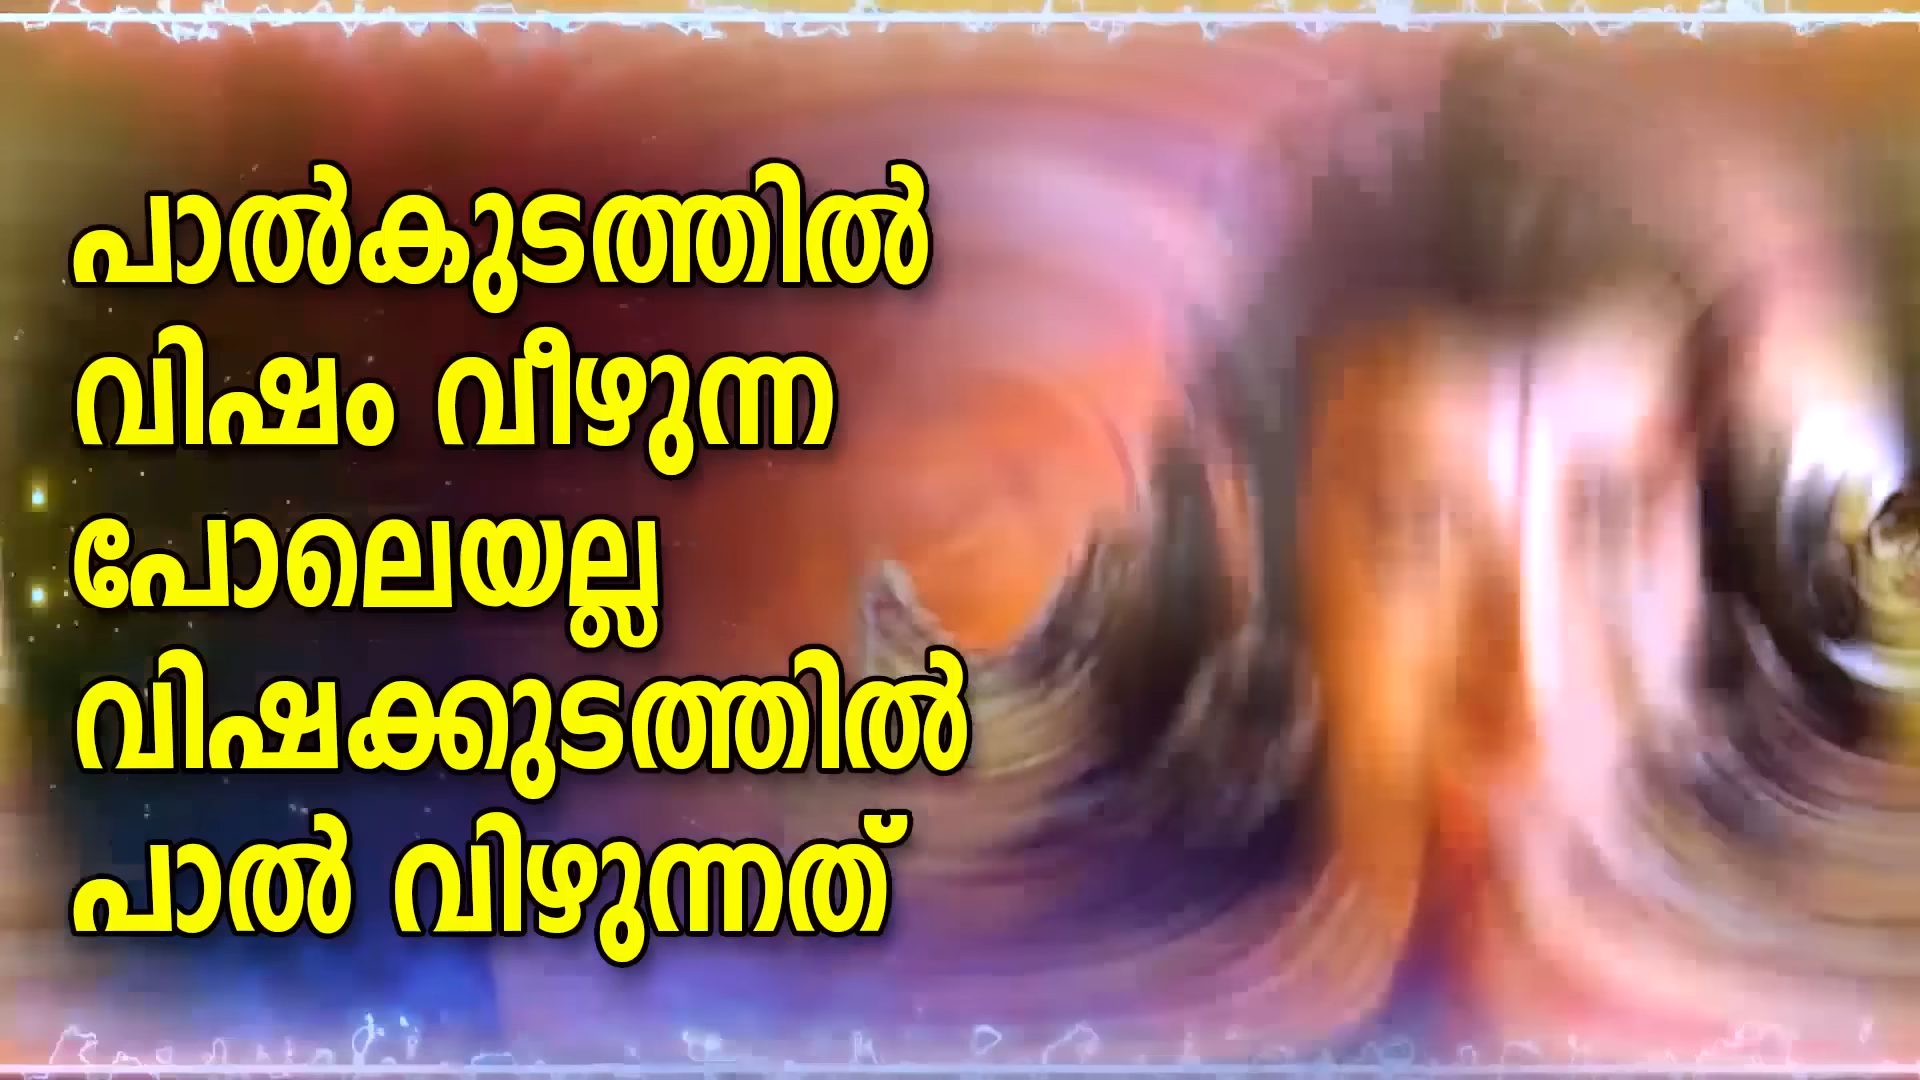 പാൽകുടത്തിൽ
വിഷം വീഴുന്ന
പോലെയല്ല
വിഷക്കുടത്തിൽ
പാൽ വിഴുന്നത്